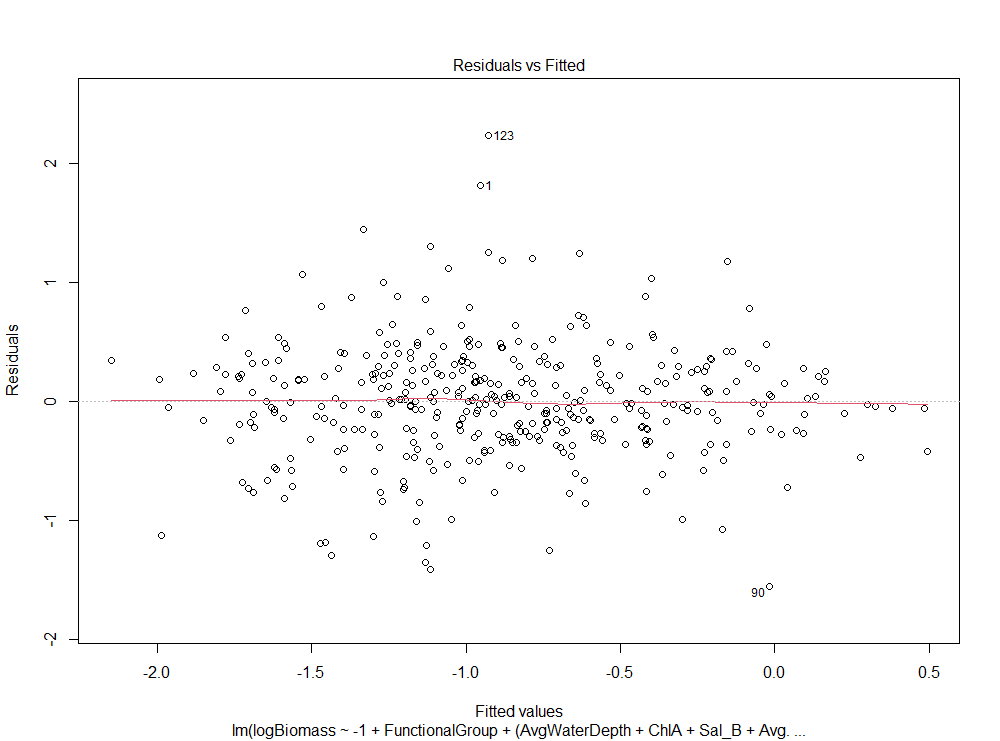 Residuals vs Fitted
123
1
90
2
1
0
-1
-2
Residuals
-2.0 -1.5 -1.0 -0.5 0.0 0.5
Fitted values
lm(logBiomass ~ -1 + FunctionalGroup + (AvgWaterDepth + ChlA + Sal_B + Avg. ...